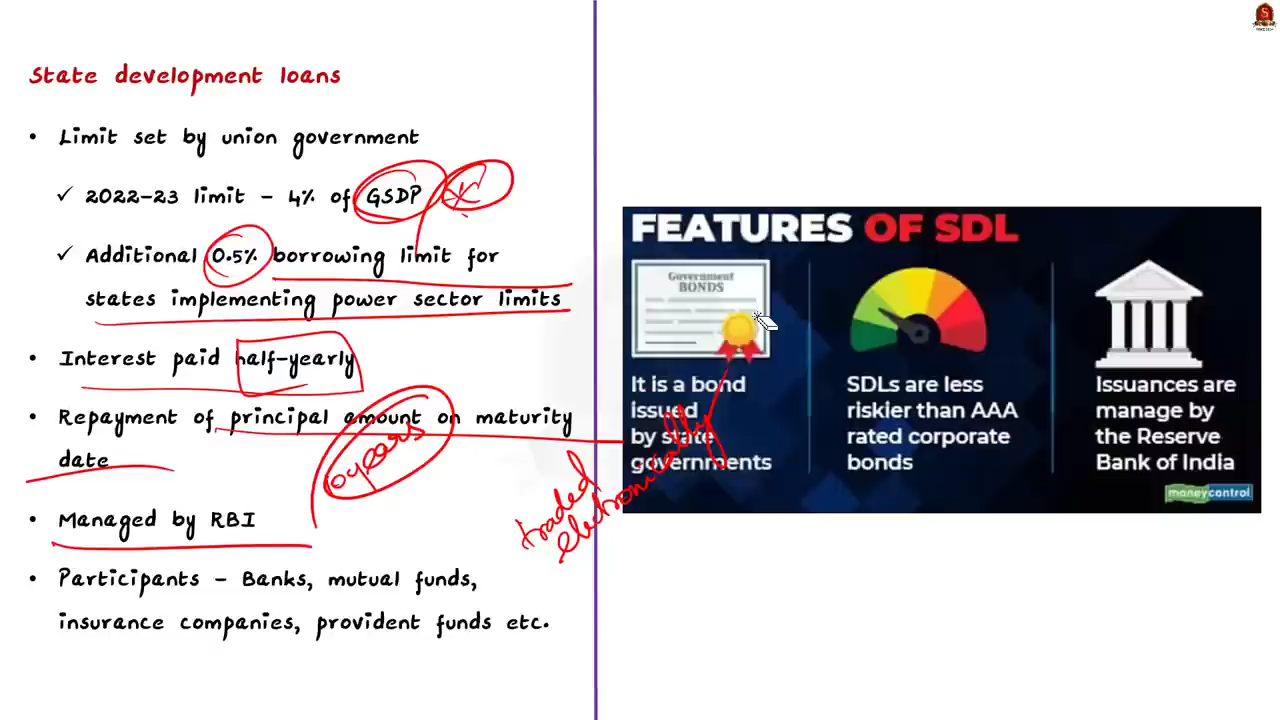 State development loans
• Limit set by union government
✓ 2022-23 limit - 4% of GSDP
✓ Additional 0.5% borrowing limit for
states implementing power sector limits
• Interest paid half-yearly
• Repayment of principal amount on maturity
date
years
• Managed by RBI
• Participants - Banks, mutual funds,
insurance companies, provident funds etc.
traded
electronically
FEATURES OF SDL
Government
BONDS
It is a bond
issued
by state
governments
SDLs are less
riskier than AAA
rated corporate
bonds
Issuances are
manage by
the Reserve
Bank of India
moneycontrol